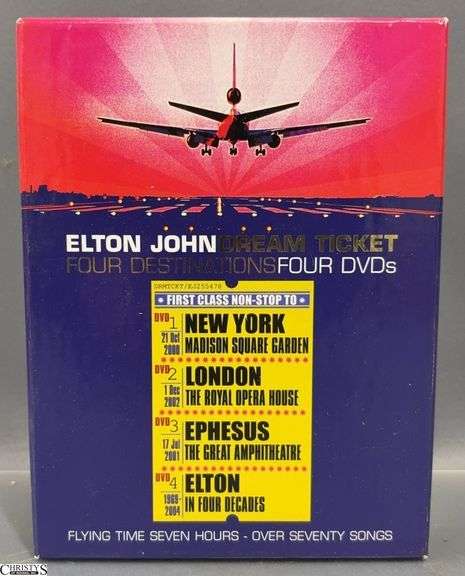 ELTON JOHN DREAM TICKET
FOUR DESTINATIONS FOUR DVDs
DRMTCKT/EJ255478
FIRST CLASS NON-STOP TO
DVD 1
21 Oct 2000
NEW YORK
MADISON SQUARE GARDEN
DVD 2
1 Dec 2002
LONDON
THE ROYAL OPERA HOUSE
DVD 3
17 Jul 2001
EPHESUS
THE GREAT AMPHITHEATRE
DVD 4
1969-2004
ELTON
IN FOUR DECADES
FLYING TIME SEVEN HOURS - OVER SEVENTY SONGS
CHRISTYS